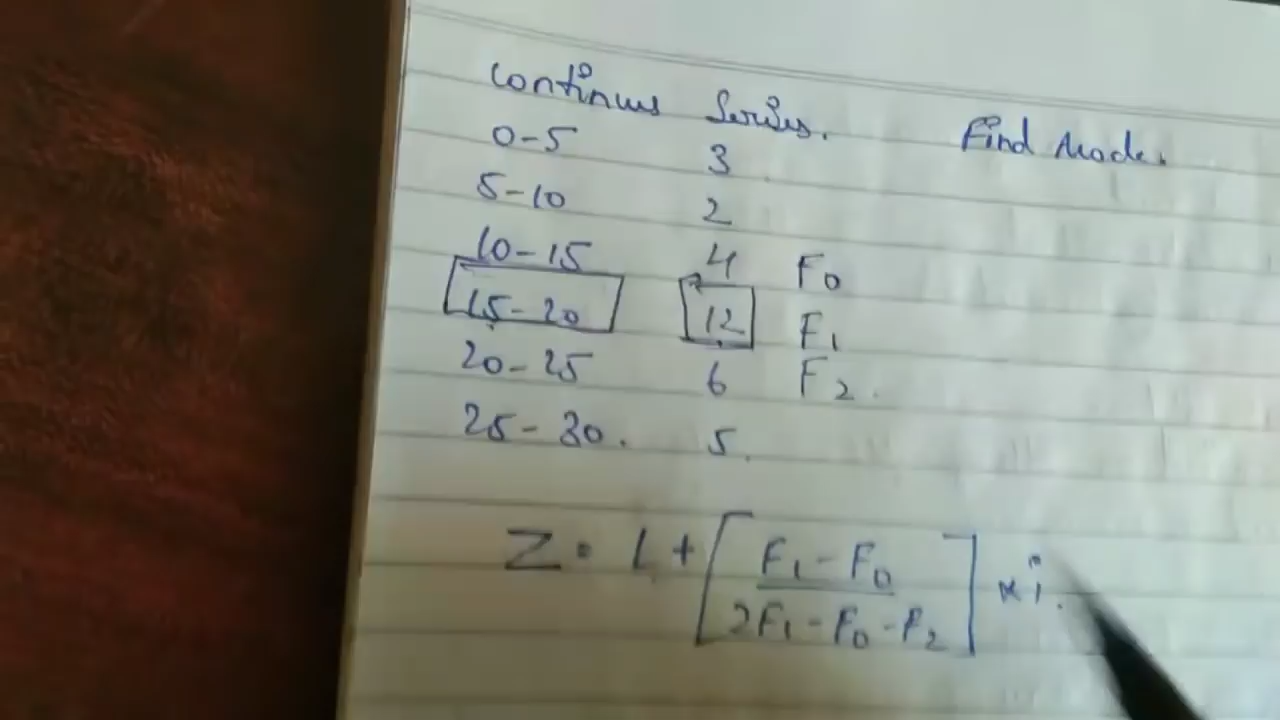 Continus Series. Find Mode.
0-5 3
5-10 2
10-15 4 F0
15-20 12 F1
20-25 6 F2.
25-30. 5.
Z = L + [F1 - F0 / 2F1 - F0 - F2] x i.